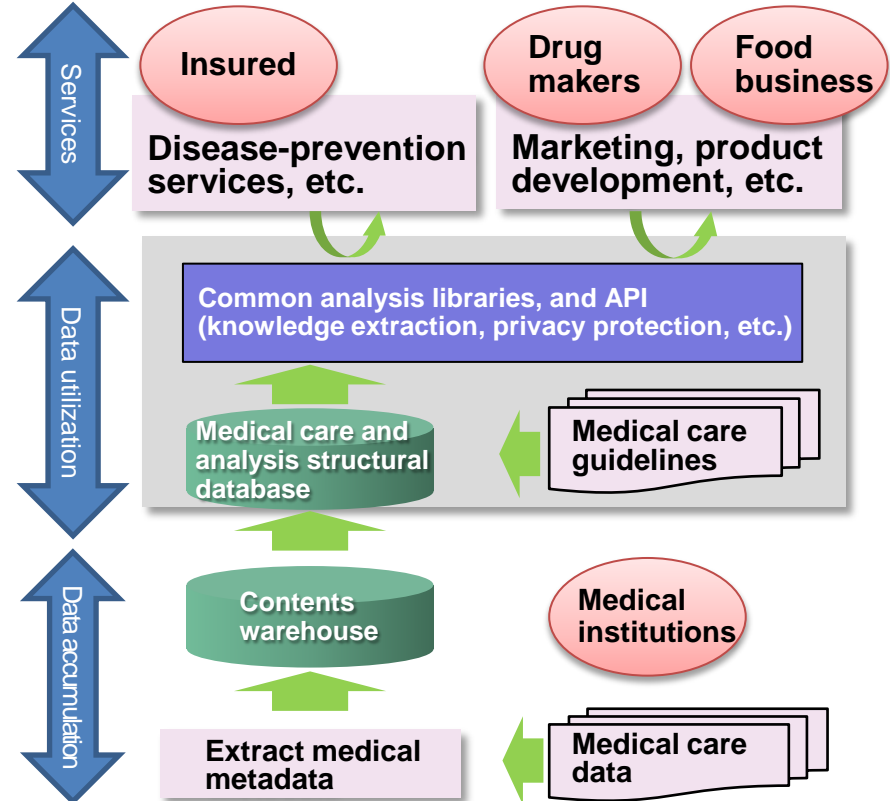 Services
Insured
Disease-prevention
services, etc.
Drug
makers
Food
business
Marketing, product
development, etc.
Data utilization
Common analysis libraries, and API
(knowledge extraction, privacy protection, etc.)
Medical care and
analysis structural
database
Medical care
guidelines
Data accumulation
Contents
warehouse
Medical
institutions
Extract medical
metadata
Medical care
data